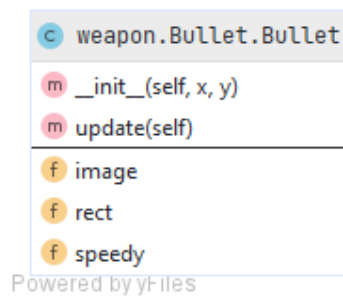 c weapon.Bullet.Bullet
m __init__(self, x, y)
m update(self)
f image
f rect
f speedy
Powered by yFiles